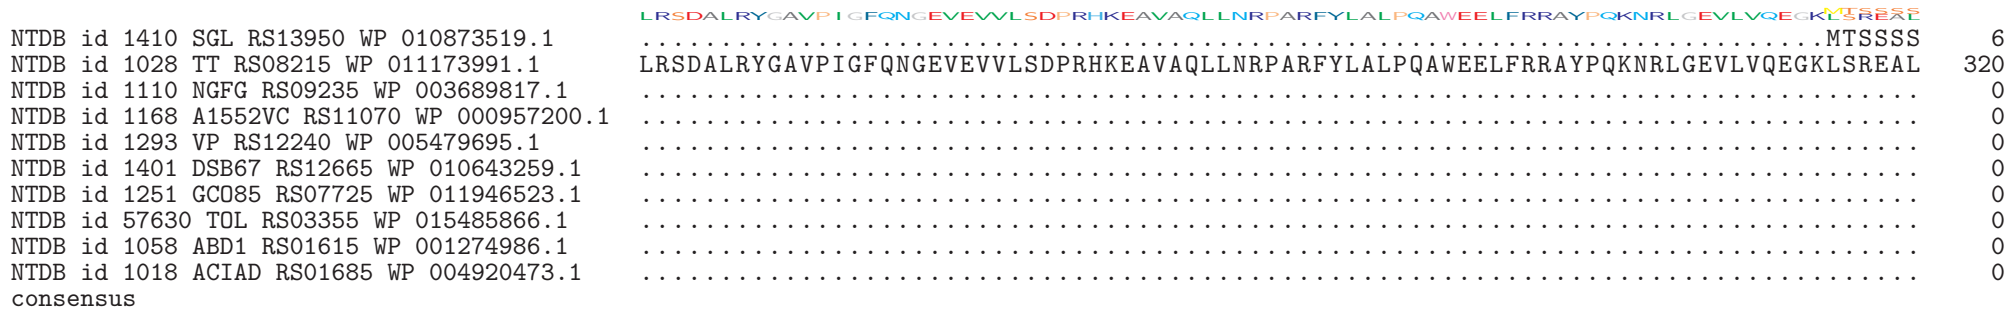 LRSDALRYGAVPIGFQNGEVEVVLSDPRHKEAVAQLLNRPARFYLALPQAWEELFRRAYPQKNRLGEVLVQEGKLSREAL
NTDB id 1410 SGL RS13950 WP 010873519.1 ..........................................................................MTSSSS 6
NTDB id 1028 TT RS08215 WP 011173991.1 LRSDALRYGAVPIGFQNGEVEVVLSDPRHKEAVAQLLNRPARFYLALPQAWEELFRRAYPQKNRLGEVLVQEGKLSREAL 320
NTDB id 1110 NGFG RS09235 WP 003689817.1 ................................................................................ 0
NTDB id 1168 A1552VC RS11070 WP 000957200.1 ................................................................................ 0
NTDB id 1293 VP RS12240 WP 005479695.1 ................................................................................ 0
NTDB id 1401 DSB67 RS12665 WP 010643259.1 ................................................................................ 0
NTDB id 1251 GCO85 RS07725 WP 011946523.1 ................................................................................ 0
NTDB id 57630 TOL RS03355 WP 015485866.1 ................................................................................ 0
NTDB id 1058 ABD1 RS01615 WP 001274986.1 ................................................................................ 0
NTDB id 1018 ACIAD RS01685 WP 004920473.1 ................................................................................ 0
consensus